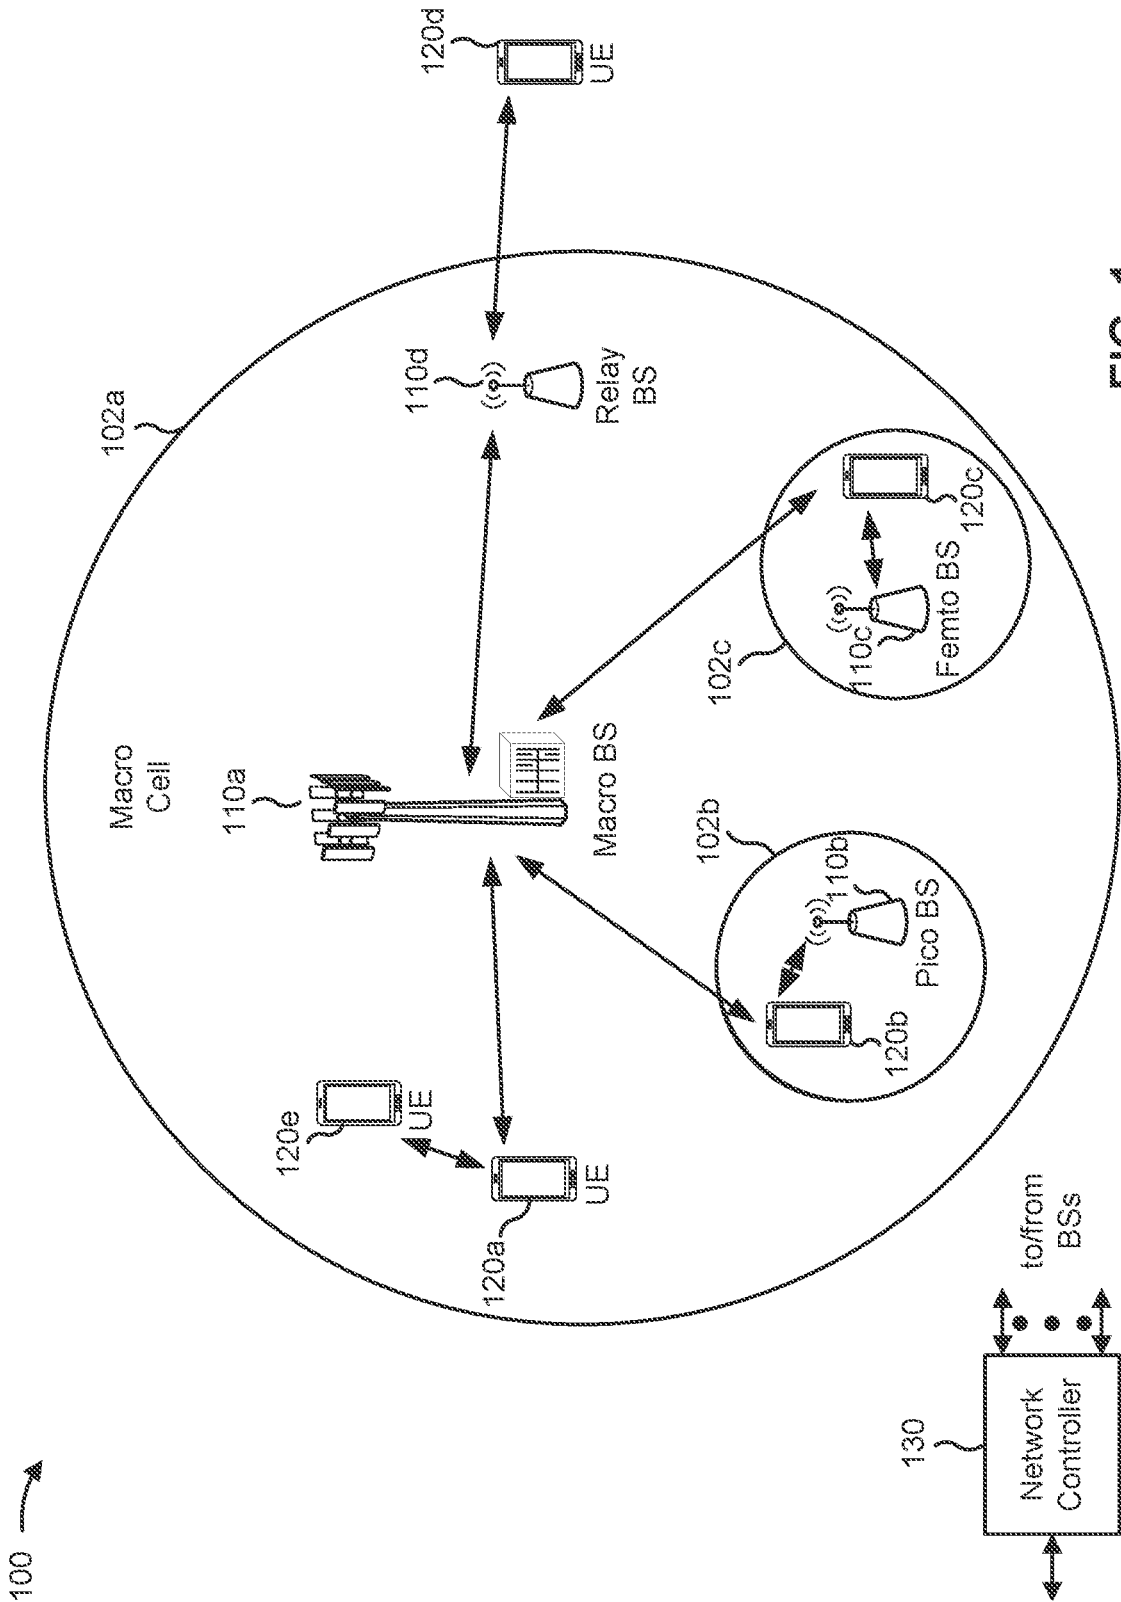 100
102a
Macro
Cell
110a
120d
UE
120e
UE
110d
Relay
BS
120a
UE
Macro BS
102b
102c
110b
Pico BS
120b
110c
Femto BS
120c
130
Network
Controller
to/from
BSs